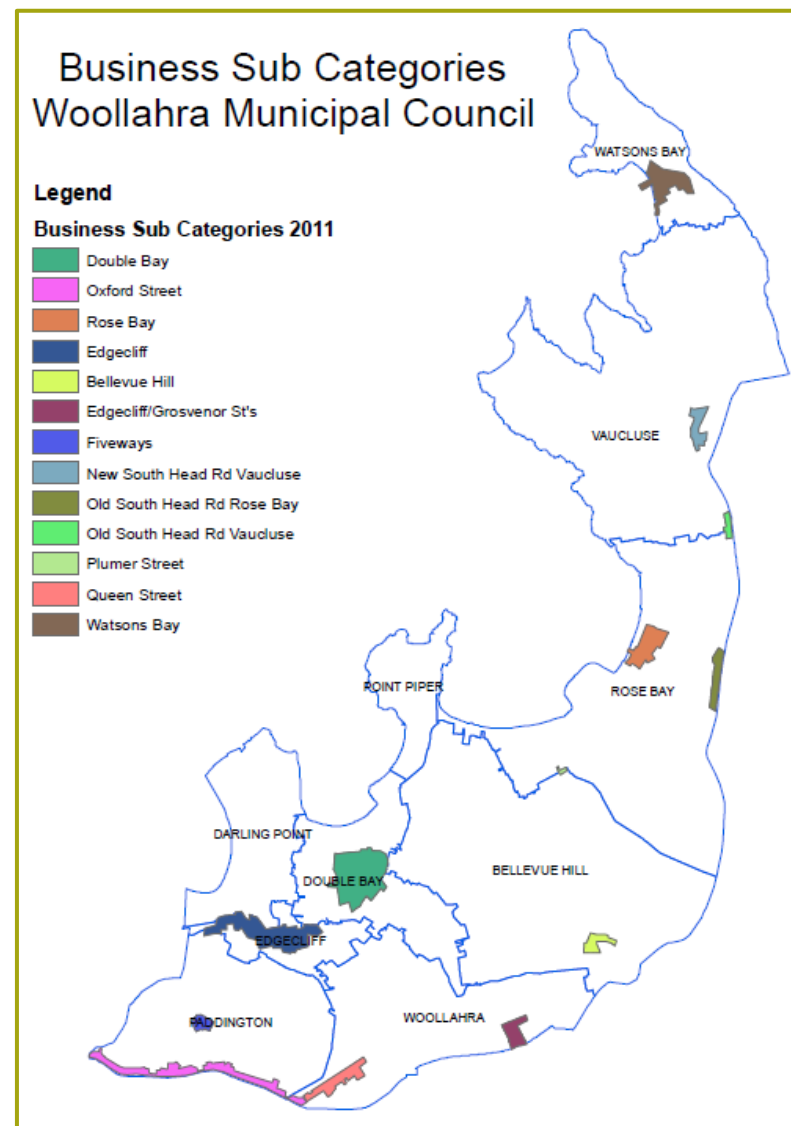 Business Sub Categories
Woollahra Municipal Council
Legend
Business Sub Categories 2011
Double Bay
Oxford Street
Rose Bay
Edgecliff
Bellevue Hill
Edgecliff/Grosvenor St's
Fiveways
New South Head Rd Vaucluse
Old South Head Rd Rose Bay
Old South Head Rd Vaucluse
Plumer Street
Queen Street
Watsons Bay
WATSONS BAY
VAUCLUSE
POINT PIPER
ROSE BAY
DARLING POINT
DOUBLE BAY
BELLEVUE HILL
EDGECLIFF
PADDINGTON
WOOLLAHRA